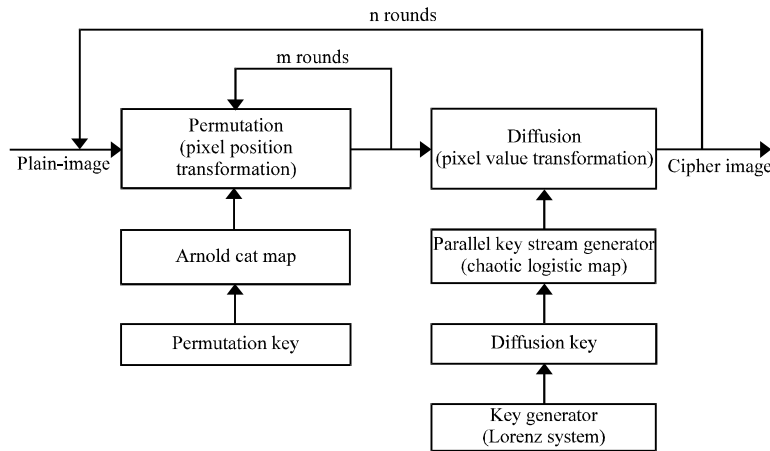 n rounds
m rounds
Permutation
(pixel position
transformation)
Diffusion
(pixel value transformation)
Plain-image
Cipher image
Arnold cat map
Parallel key stream generator
(chaotic logistic map)
Permutation key
Diffusion key
Key generator
(Lorenz system)